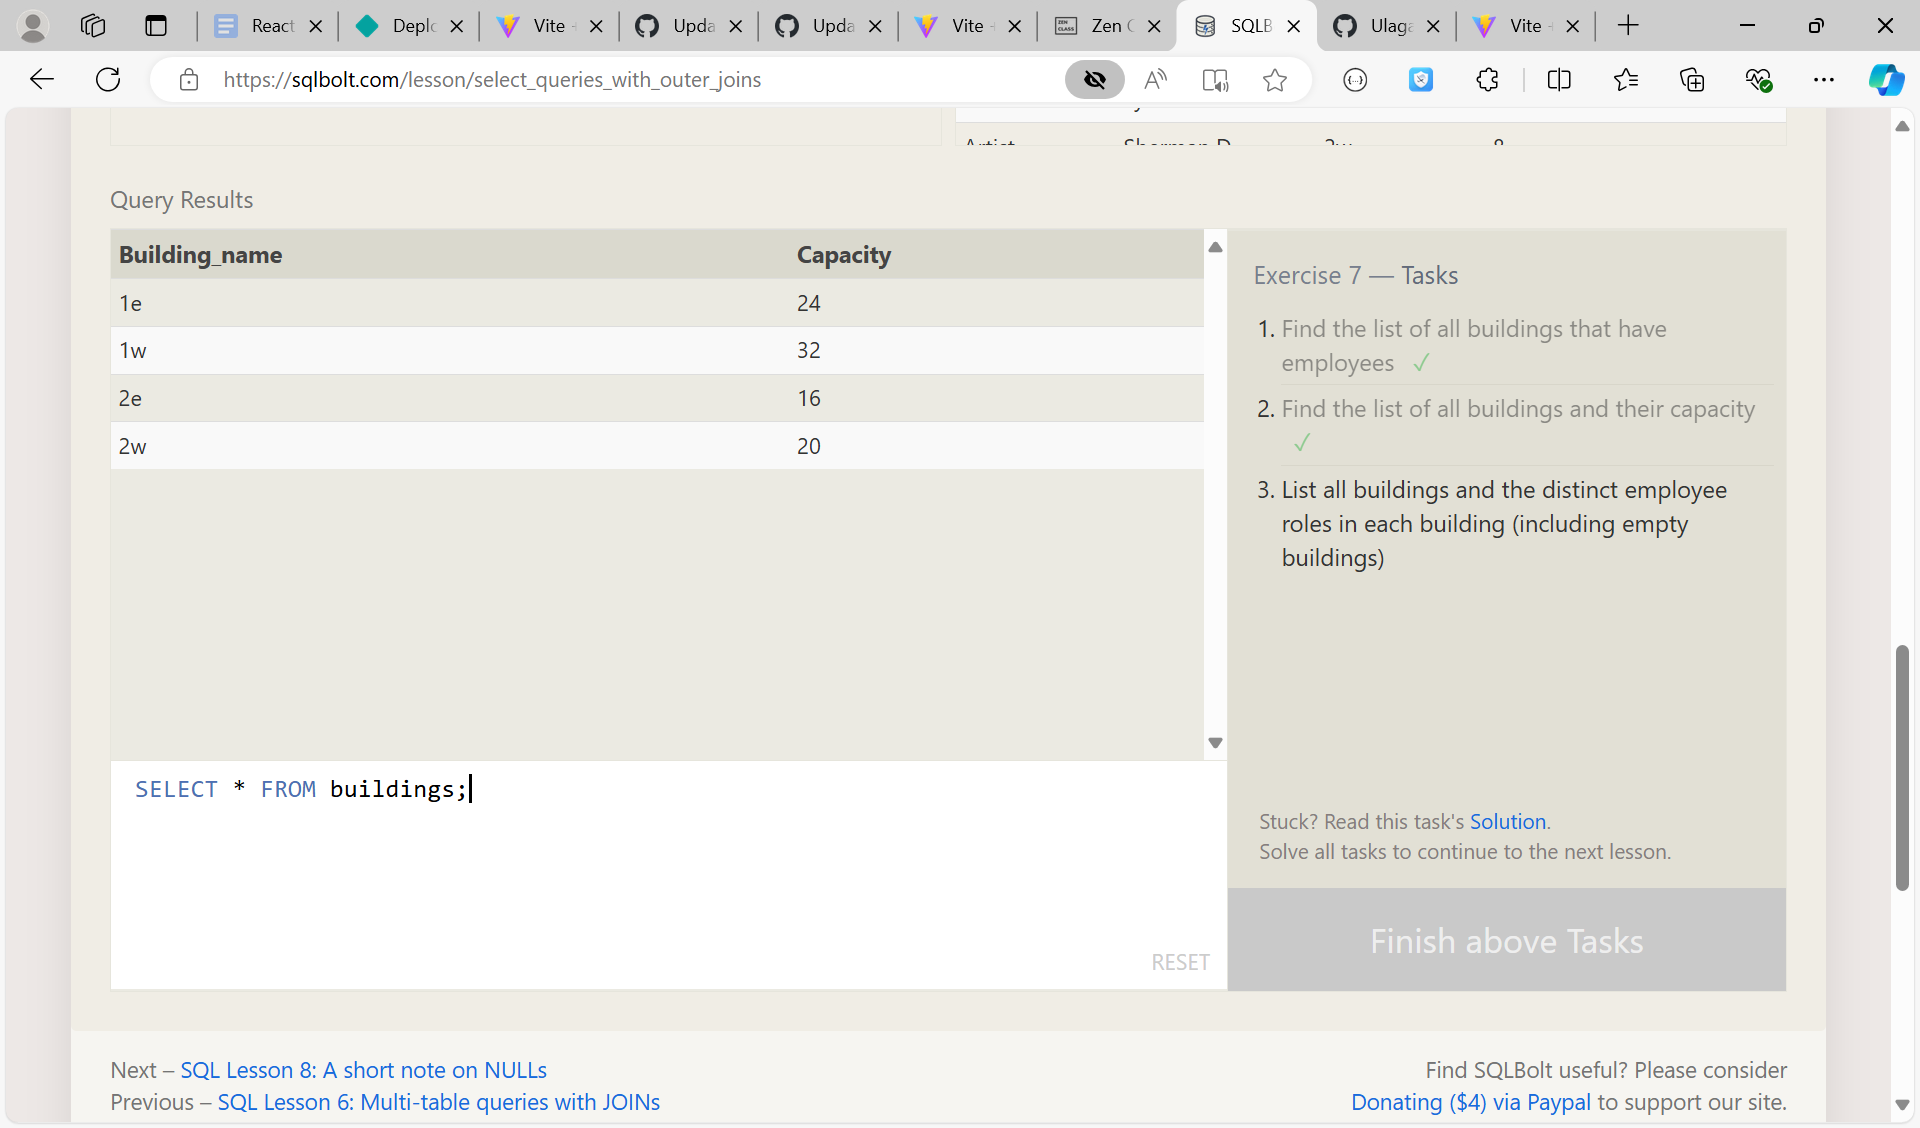 React
Deplo
Vite
Upda
Upda
Vite
Zen C
SQLB
Ulaga
Vite
https://sqlbolt.com/lesson/select_queries_with_outer_joins
Query Results
Building_name Capacity
1e 24
1w 32
2e 16
2w 20
Exercise 7 — Tasks
1. Find the list of all buildings that have
employees ✓
2. Find the list of all buildings and their capacity
✓
3. List all buildings and the distinct employee
roles in each building (including empty
buildings)
SELECT * FROM buildings;
RESET
Stuck? Read this task's Solution.
Solve all tasks to continue to the next lesson.
Finish above Tasks
Next – SQL Lesson 8: A short note on NULLs
Previous – SQL Lesson 6: Multi-table queries with JOINs
Find SQLBolt useful? Please consider
Donating ($4) via Paypal to support our site.